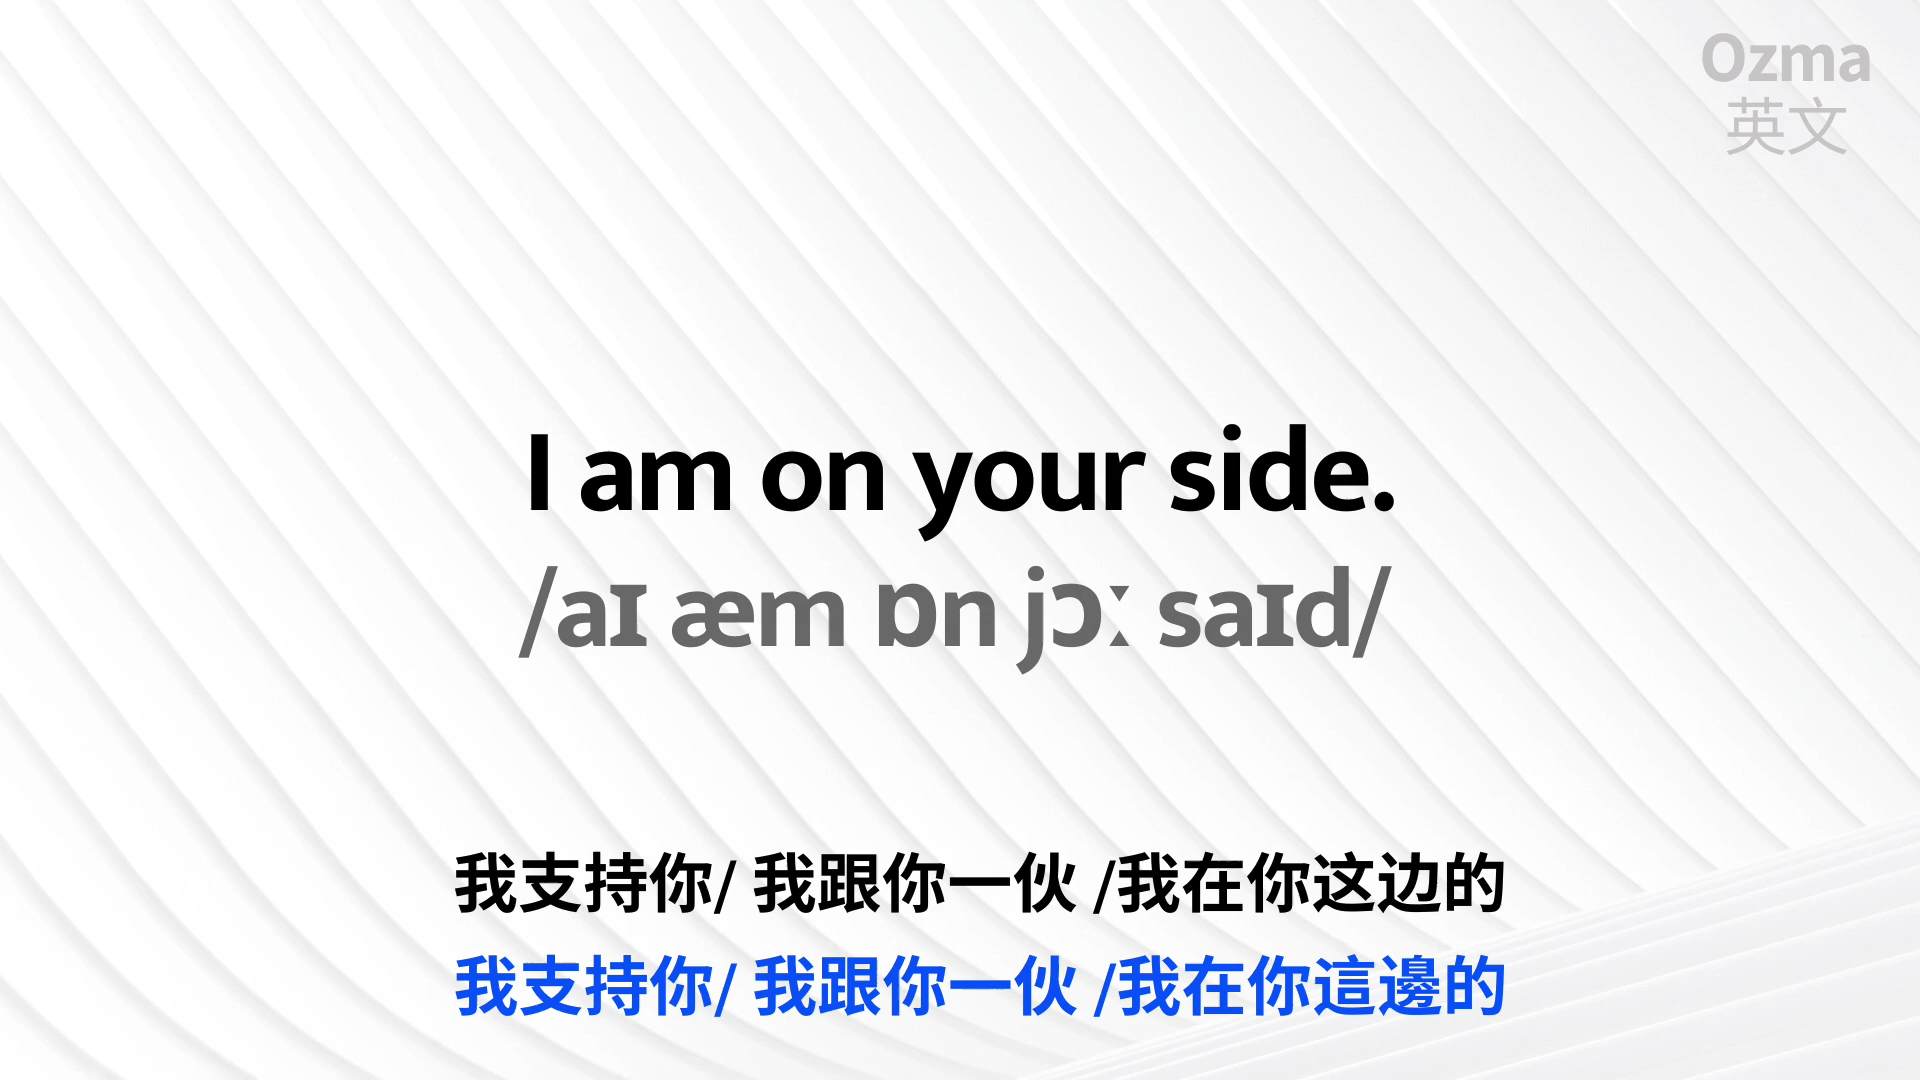 Ozma
英文
I am on your side.
/aɪ æm ɒn jɔː saɪd/
我支持你/ 我跟你一伙 /我在你这边的
我支持你/ 我跟你一伙 /我在你這邊的